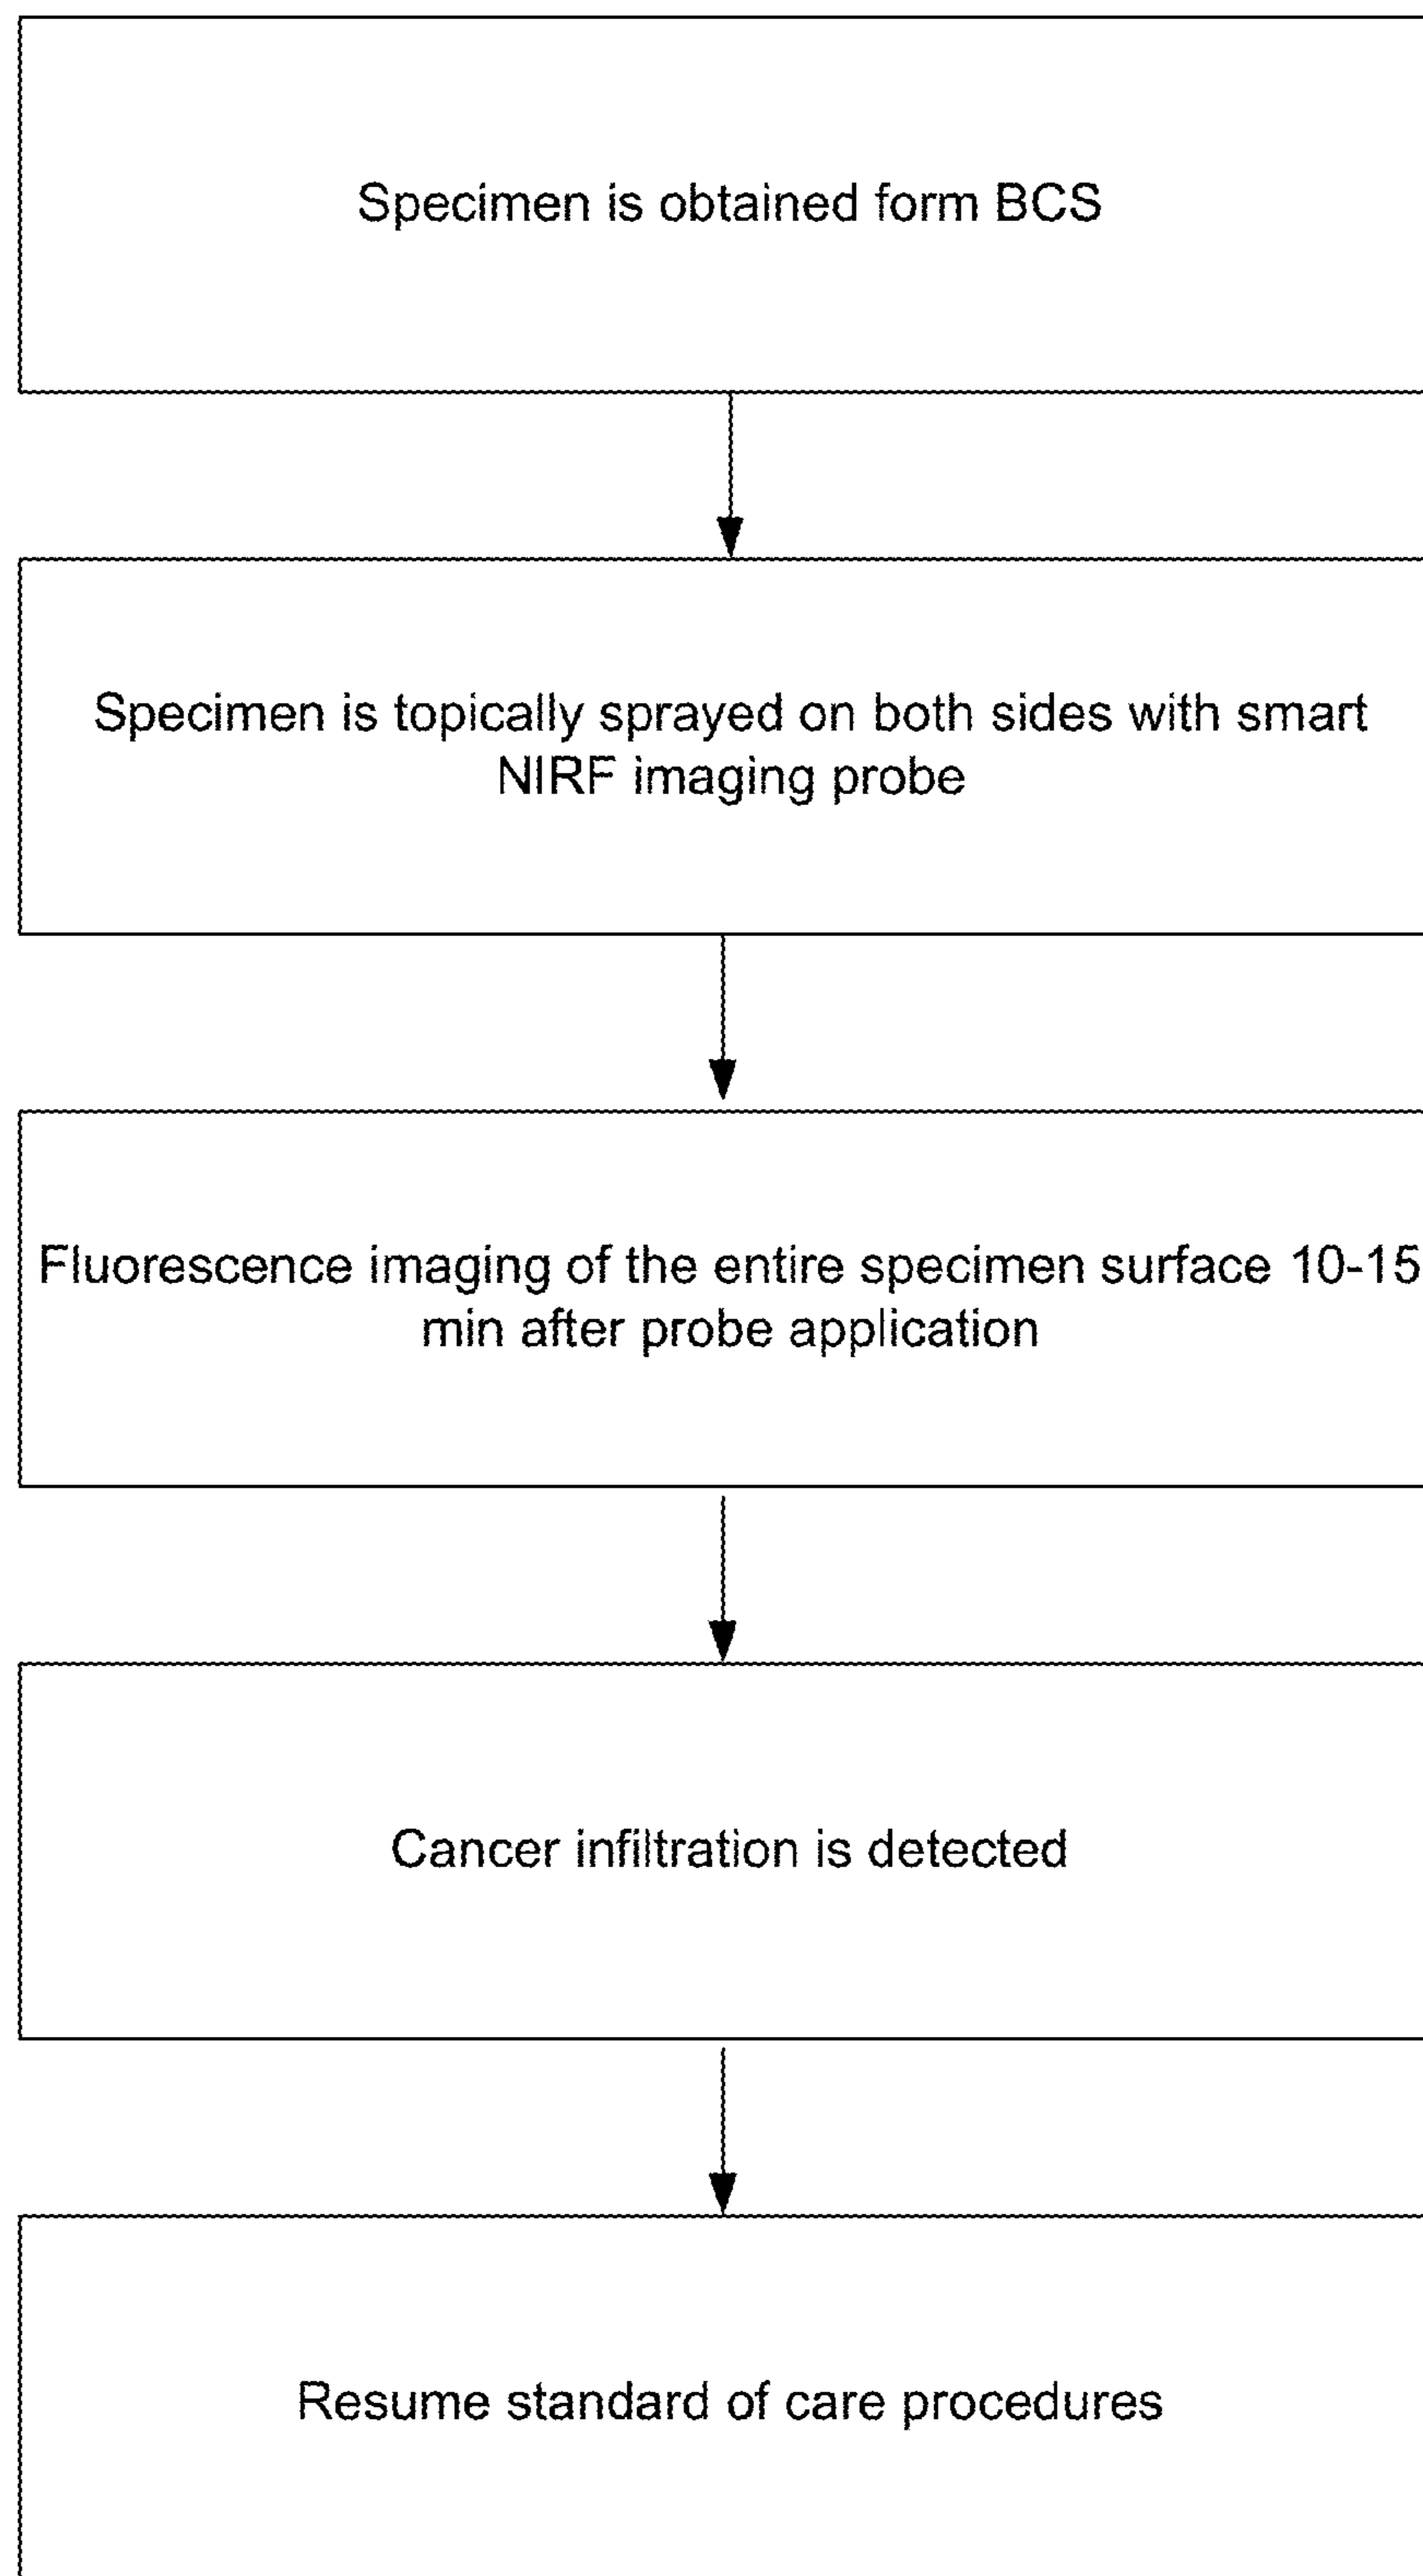 Specimen is obtained form BCS
Specimen is topically sprayed on both sides with smart
NIRF imaging probe
Fluorescence imaging of the entire specimen surface 10-15
min after probe application
Cancer infiltration is detected
Resume standard of care procedures